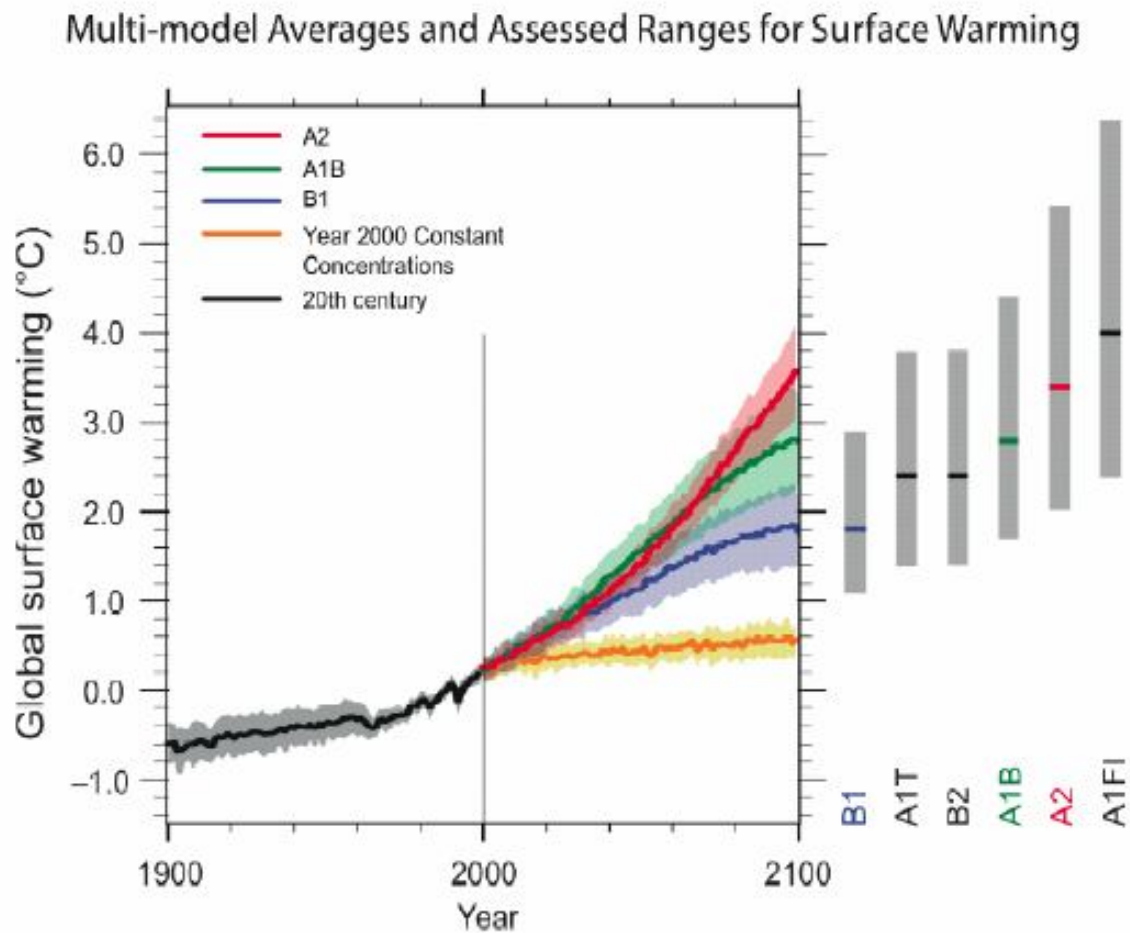 Multi-model Averages and Assessed Ranges for Surface Warming
A2
A1B
B1
Year 2000 Constant
Concentrations
20th century
Global surface warming (°C)
6.0
5.0
4.0
3.0
2.0
1.0
0.0
–1.0
1900
2000
2100
Year
B1
A1T
B2
A1B
A2
A1FI